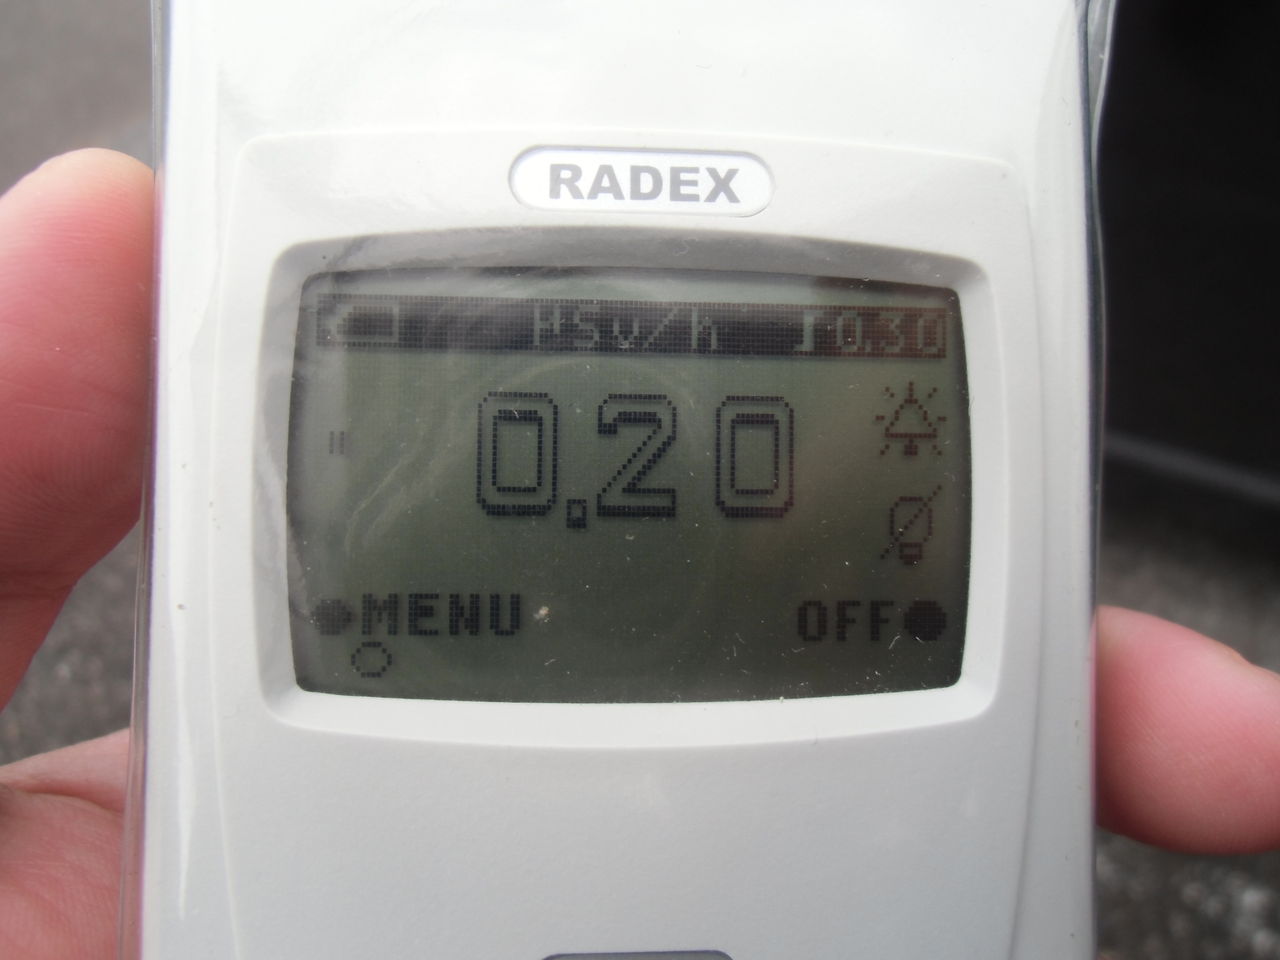 RADEX
µSv/h ♪0.30
0.20
MENU OFF